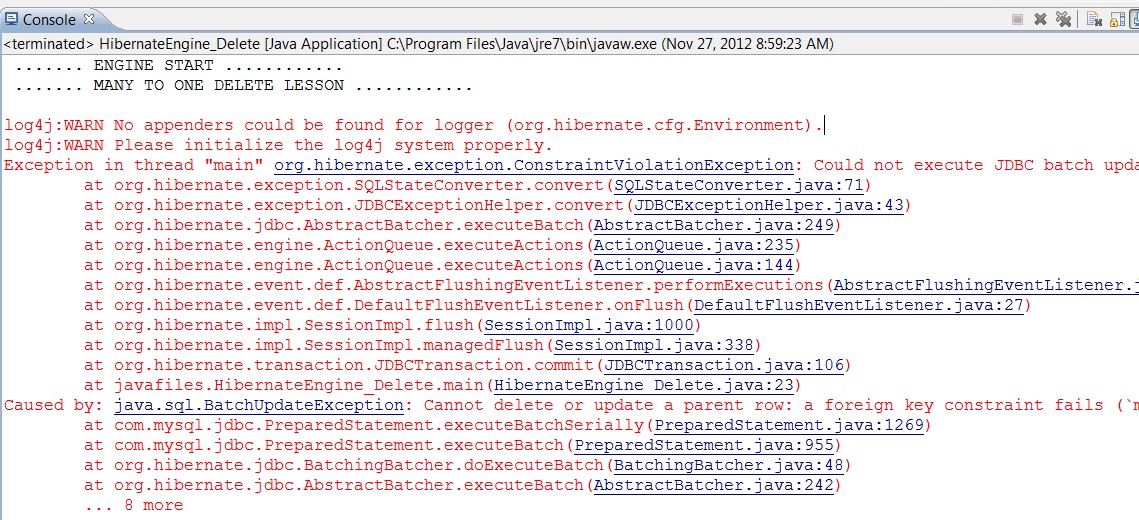 Console
<terminated> HibernateEngine_Delete [Java Application] C:\Program Files\Java\jre7\bin\javaw.exe (Nov 27, 2012 8:59:23 AM)
....... ENGINE START ............
....... MANY TO ONE DELETE LESSON ............
log4j:WARN No appenders could be found for logger (org.hibernate.cfg.Environment).
log4j:WARN Please initialize the log4j system properly.
Exception in thread "main" org.hibernate.exception.ConstraintViolationException: Could not execute JDBC batch upda
at org.hibernate.exception.SQLStateConverter.convert(SQLStateConverter.java:71)
at org.hibernate.exception.JDBCExceptionHelper.convert(JDBCExceptionHelper.java:43)
at org.hibernate.jdbc.AbstractBatcher.executeBatch(AbstractBatcher.java:249)
at org.hibernate.engine.ActionQueue.executeActions(ActionQueue.java:235)
at org.hibernate.engine.ActionQueue.executeActions(ActionQueue.java:144)
at org.hibernate.event.def.AbstractFlushingEventListener.performExecutions(AbstractFlushingEventListener.j
at org.hibernate.event.def.DefaultFlushEventListener.onFlush(DefaultFlushEventListener.java:27)
at org.hibernate.impl.SessionImpl.flush(SessionImpl.java:1000)
at org.hibernate.impl.SessionImpl.managedFlush(SessionImpl.java:338)
at org.hibernate.transaction.JDBCTransaction.commit(JDBCTransaction.java:106)
at javafiles.HibernateEngine_Delete.main(HibernateEngine_Delete.java:23)
Caused by: java.sql.BatchUpdateException: Cannot delete or update a parent row: a foreign key constraint fails (`m
at com.mysql.jdbc.PreparedStatement.executeBatchSerially(PreparedStatement.java:1269)
at com.mysql.jdbc.PreparedStatement.executeBatch(PreparedStatement.java:955)
at org.hibernate.jdbc.BatchingBatcher.doExecuteBatch(BatchingBatcher.java:48)
at org.hibernate.jdbc.AbstractBatcher.executeBatch(AbstractBatcher.java:242)
... 8 more